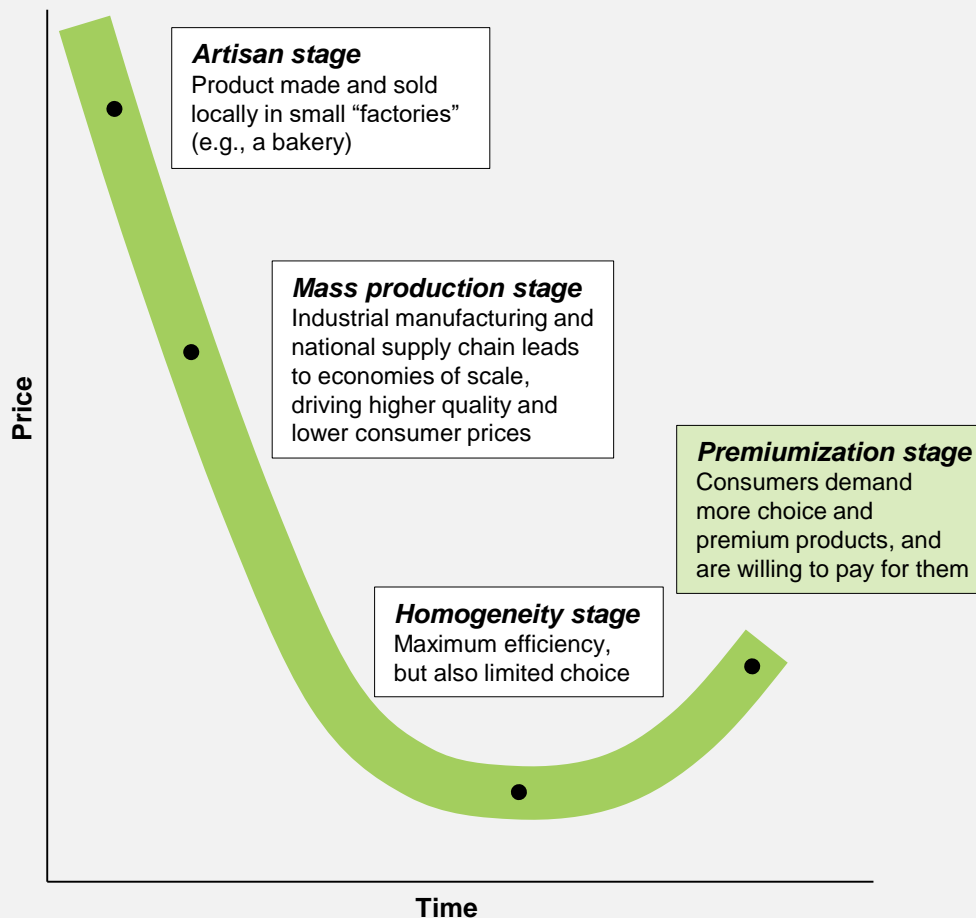 Artisan stage
Product made and sold
locally in small “factories”
(e.g., a bakery)
Mass production stage
Industrial manufacturing and
national supply chain leads
to economies of scale,
driving higher quality and
lower consumer prices
Price
Premiumization stage
Consumers demand
more choice and
premium products, and
are willing to pay for them
Homogeneity stage
Maximum efficiency,
but also limited choice
Time